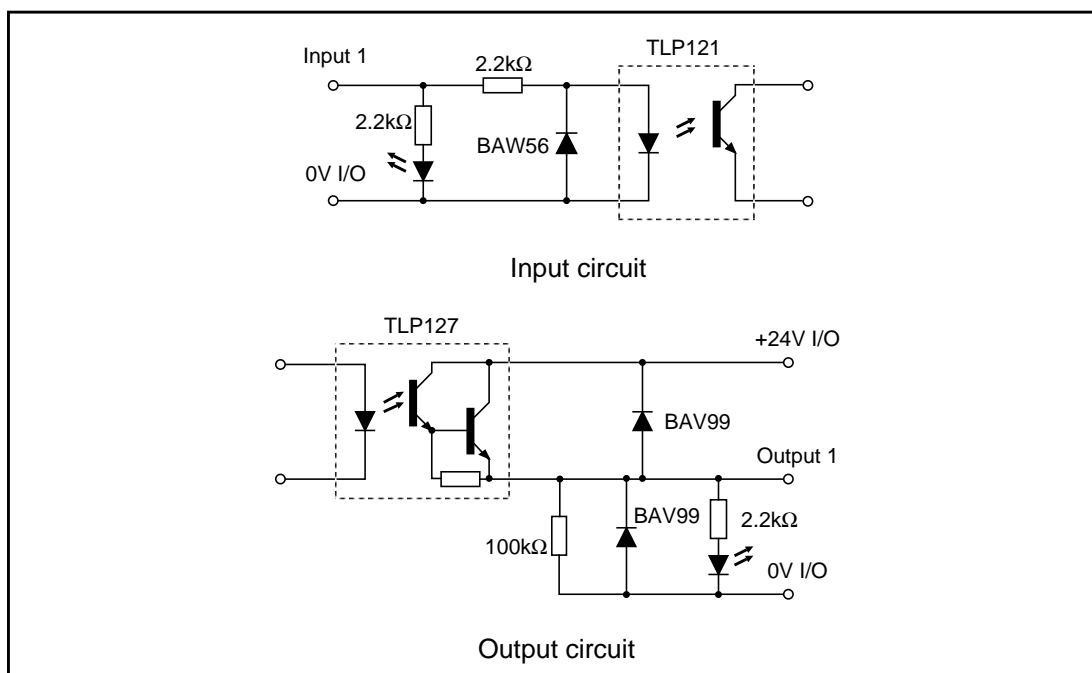 Input 1
2.2kΩ
TLP121
2.2kΩ
BAW56
0V I/O
Input circuit
TLP127
+24V I/O
BAV99
Output 1
BAV99
2.2kΩ
100kΩ
0V I/O
Output circuit